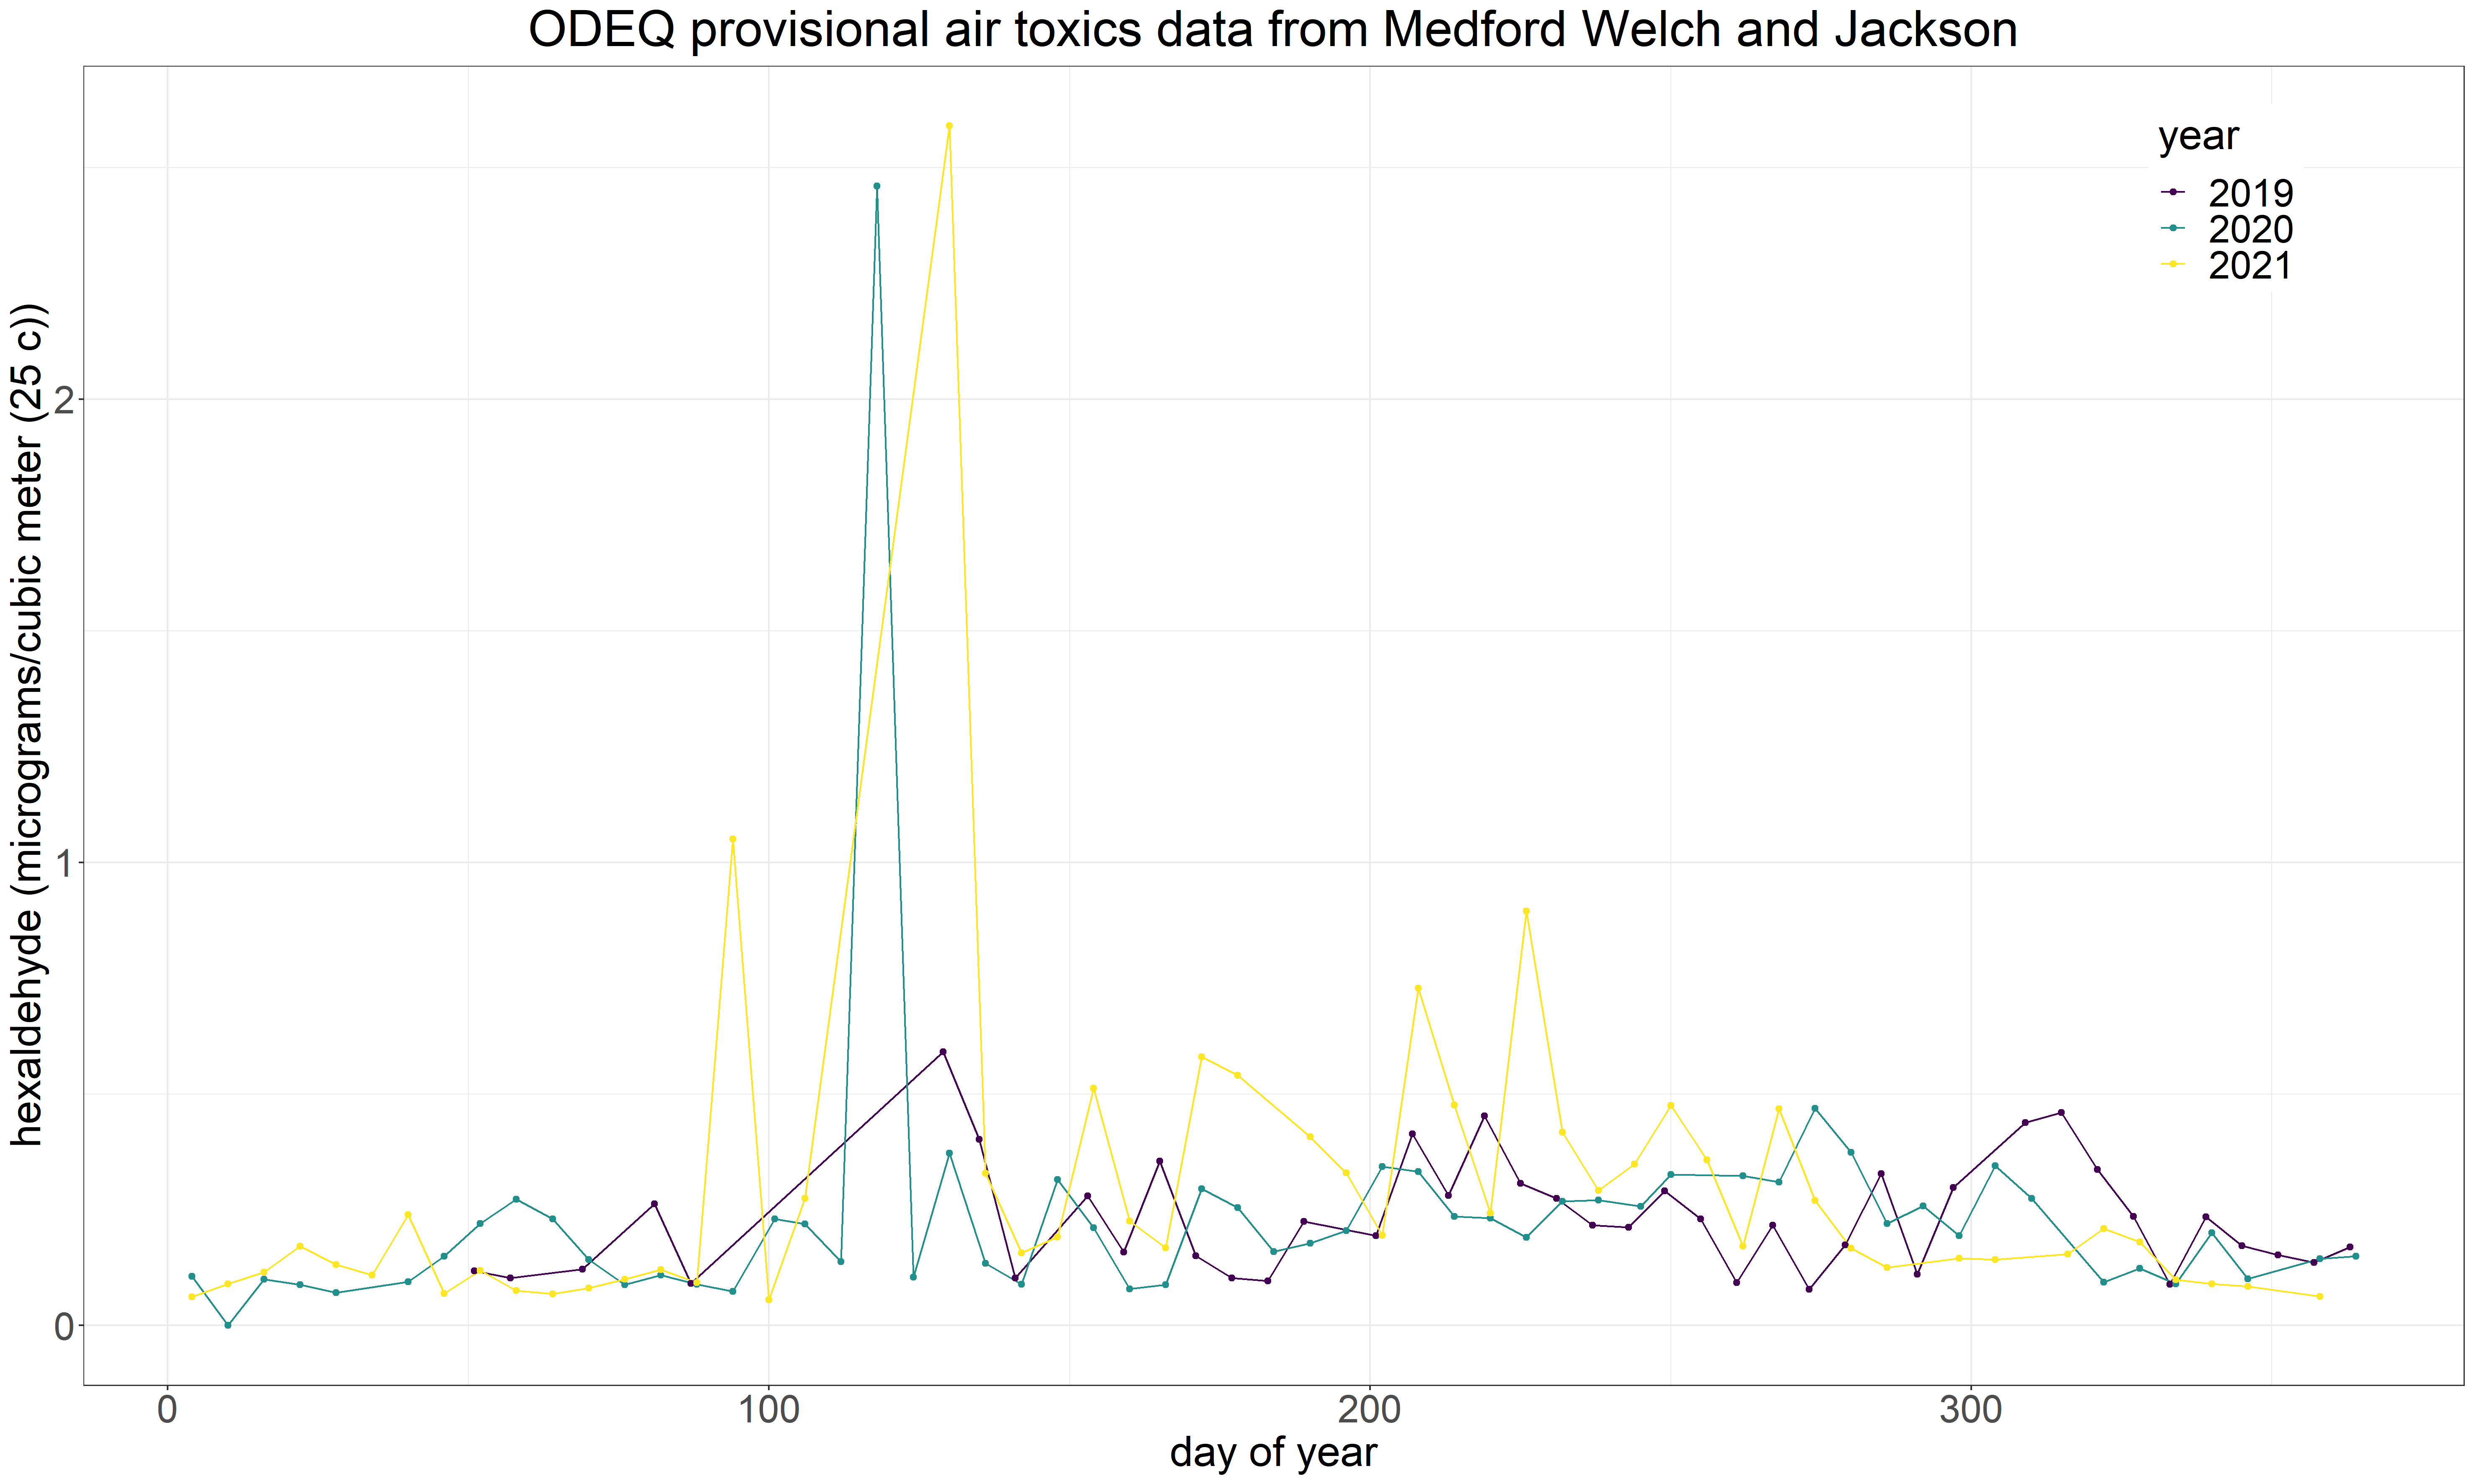 ODEQ provisional air toxics data from Medford Welch and Jackson
year
2019
2020
2021
hexaldehyde (micrograms/cubic meter (25 c))
2
1
0
0 100 200 300
day of year